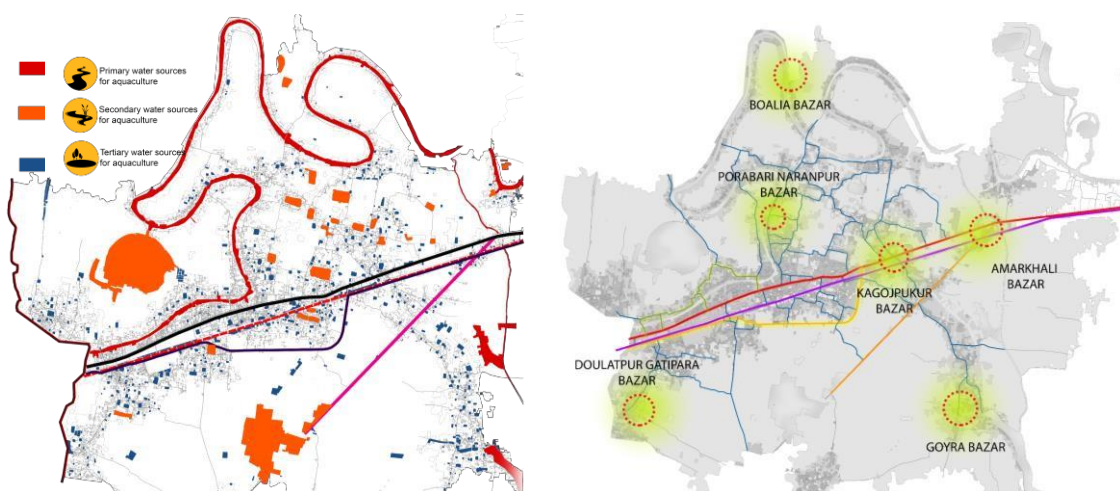 Primary water sources
for aquaculture
Secondary water sources
for aquaculture
Tertiary water sources
for aquaculture
BOALIA BAZAR
PORABARI NARANPUR
BAZAR
AMARKHALI
BAZAR
KAGOJPUKUR
BAZAR
DOULATPUR GATIPARA
BAZAR
GOYRA BAZAR